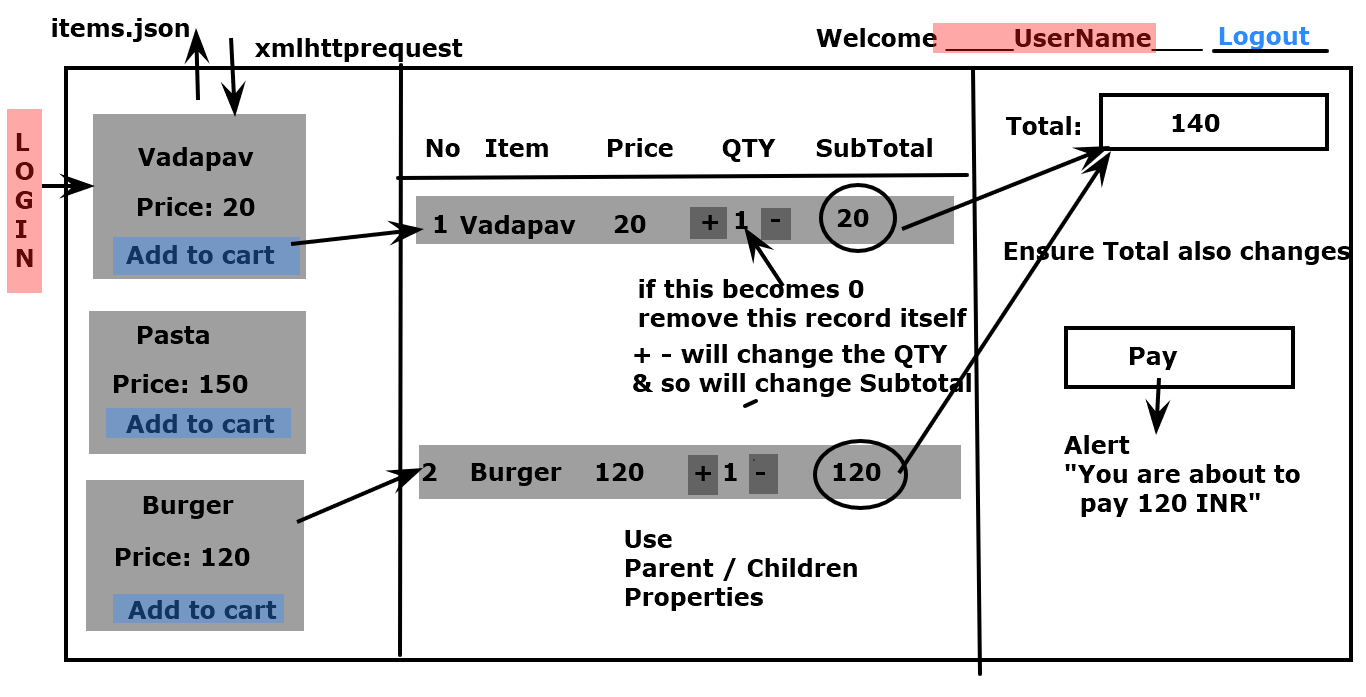 items.json
xmlhttprequest
Welcome _____UserName____ Logout
LOGIN
Vadapav
Price: 20
Add to cart
Pasta
Price: 150
Add to cart
Burger
Price: 120
Add to cart
No Item Price QTY SubTotal
1 Vadapav 20 + 1 - 20
if this becomes 0
remove this record itself
+ - will change the QTY
& so will change Subtotal
2 Burger 120 + 1 - 120
Use
Parent / Children
Properties
Total: 140
Ensure Total also changes
Pay
Alert
"You are about to
pay 120 INR"